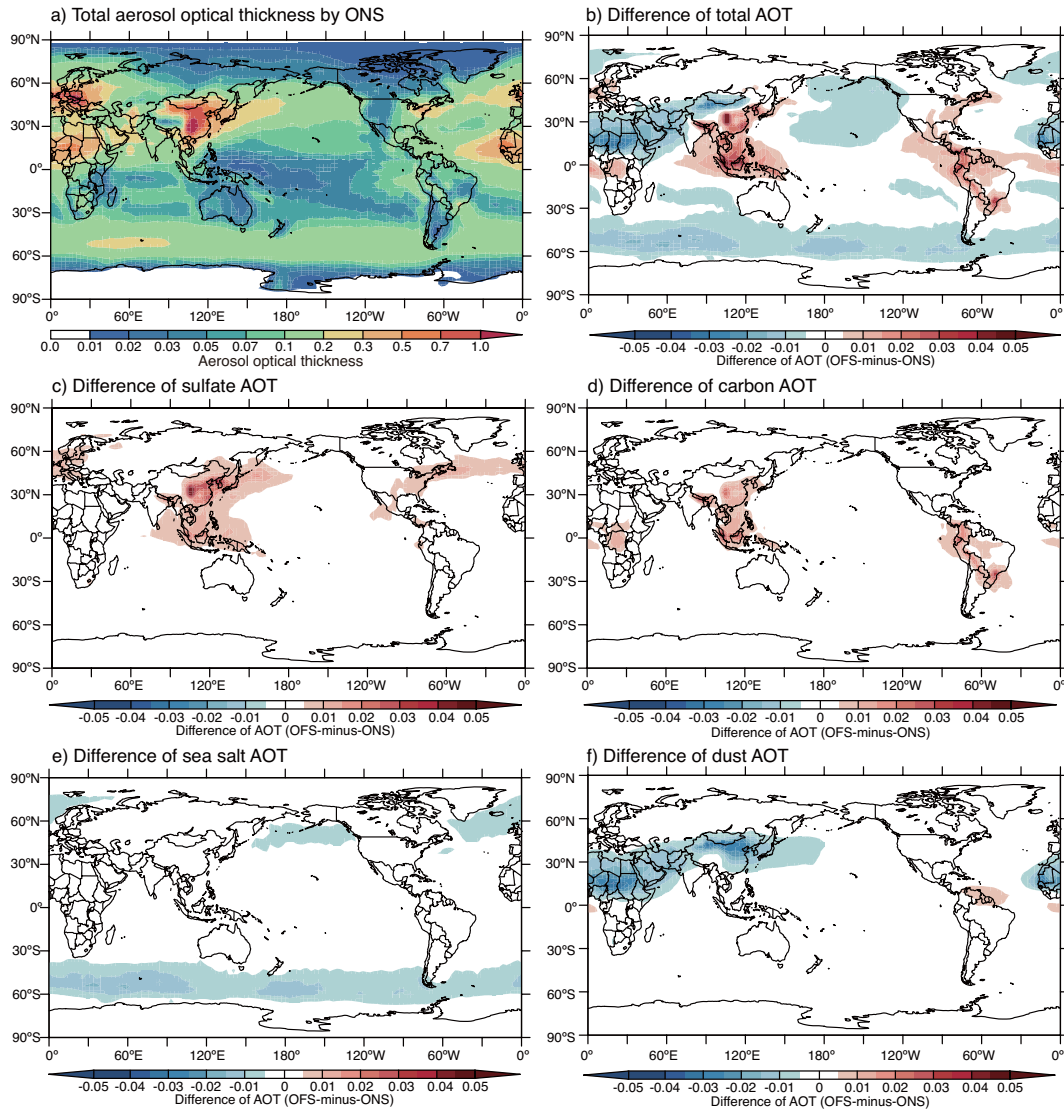 a) Total aerosol optical thickness by ONS
90°N
60°N
30°N
0°
30°S
60°S
90°S
0° 60°E 120°E 180° 120°W 60°W 0°
0.0 0.01 0.02 0.03 0.05 0.07 0.1 0.2 0.3 0.5 0.7 1.0
Aerosol optical thickness
b) Difference of total AOT
90°N
60°N
30°N
0°
30°S
60°S
90°S
0° 60°E 120°E 180° 120°W 60°W 0°
-0.05 -0.04 -0.03 -0.02 -0.01 0 0.01 0.02 0.03 0.04 0.05
Difference of AOT (OFS-minus-ONS)
c) Difference of sulfate AOT
90°N
60°N
30°N
0°
30°S
60°S
90°S
0° 60°E 120°E 180° 120°W 60°W 0°
-0.05 -0.04 -0.03 -0.02 -0.01 0 0.01 0.02 0.03 0.04 0.05
Difference of AOT (OFS-minus-ONS)
d) Difference of carbon AOT
90°N
60°N
30°N
0°
30°S
60°S
90°S
0° 60°E 120°E 180° 120°W 60°W 0°
-0.05 -0.04 -0.03 -0.02 -0.01 0 0.01 0.02 0.03 0.04 0.05
Difference of AOT (OFS-minus-ONS)
e) Difference of sea salt AOT
90°N
60°N
30°N
0°
30°S
60°S
90°S
0° 60°E 120°E 180° 120°W 60°W 0°
-0.05 -0.04 -0.03 -0.02 -0.01 0 0.01 0.02 0.03 0.04 0.05
Difference of AOT (OFS-minus-ONS)
f) Difference of dust AOT
90°N
60°N
30°N
0°
30°S
60°S
90°S
0° 60°E 120°E 180° 120°W 60°W 0°
-0.05 -0.04 -0.03 -0.02 -0.01 0 0.01 0.02 0.03 0.04 0.05
Difference of AOT (OFS-minus-ONS)